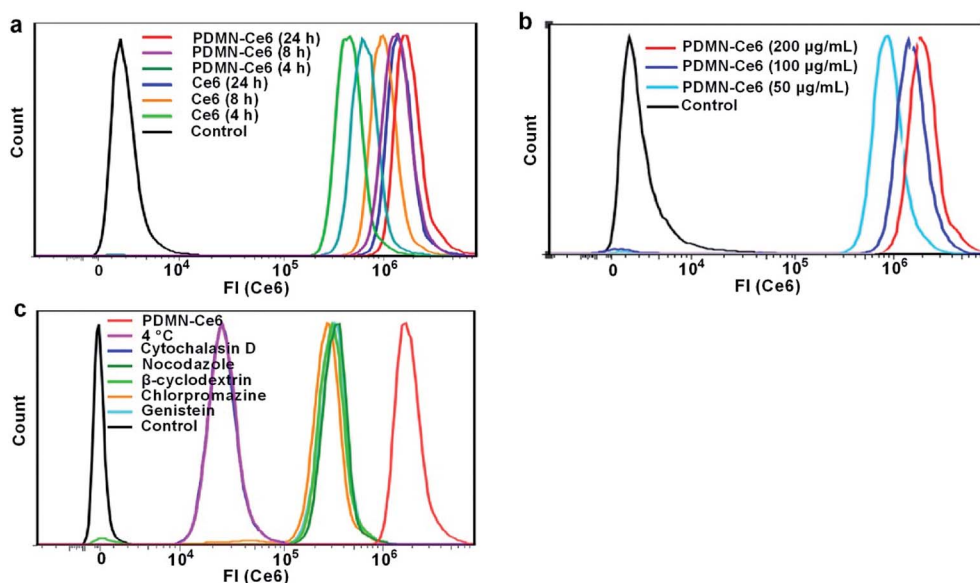 a
PDMN-Ce6 (24 h)
PDMN-Ce6 (8 h)
PDMN-Ce6 (4 h)
Ce6 (24 h)
Ce6 (8 h)
Ce6 (4 h)
Control
Count
0 10⁴ 10⁵ 10⁶
FI (Ce6)
b
PDMN-Ce6 (200 µg/mL)
PDMN-Ce6 (100 µg/mL)
PDMN-Ce6 (50 µg/mL)
Control
Count
0 10⁴ 10⁵ 10⁶
FI (Ce6)
c
PDMN-Ce6
4 °C
Cytochalasin D
Nocodazole
β-cyclodextrin
Chlorpromazine
Genistein
Control
Count
0 10⁴ 10⁵ 10⁶
FI (Ce6)